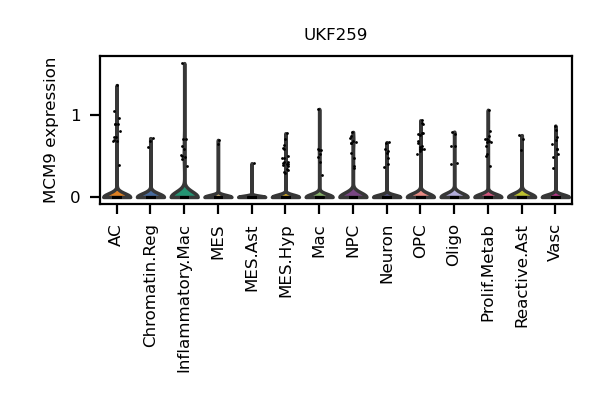 UKF259
MCM9 expression
1
0
AC
Chromatin.Reg
Inflammatory.Mac
MES
MES.Ast
MES.Hyp
Mac
NPC
Neuron
OPC
Oligo
Prolif.Metab
Reactive.Ast
Vasc